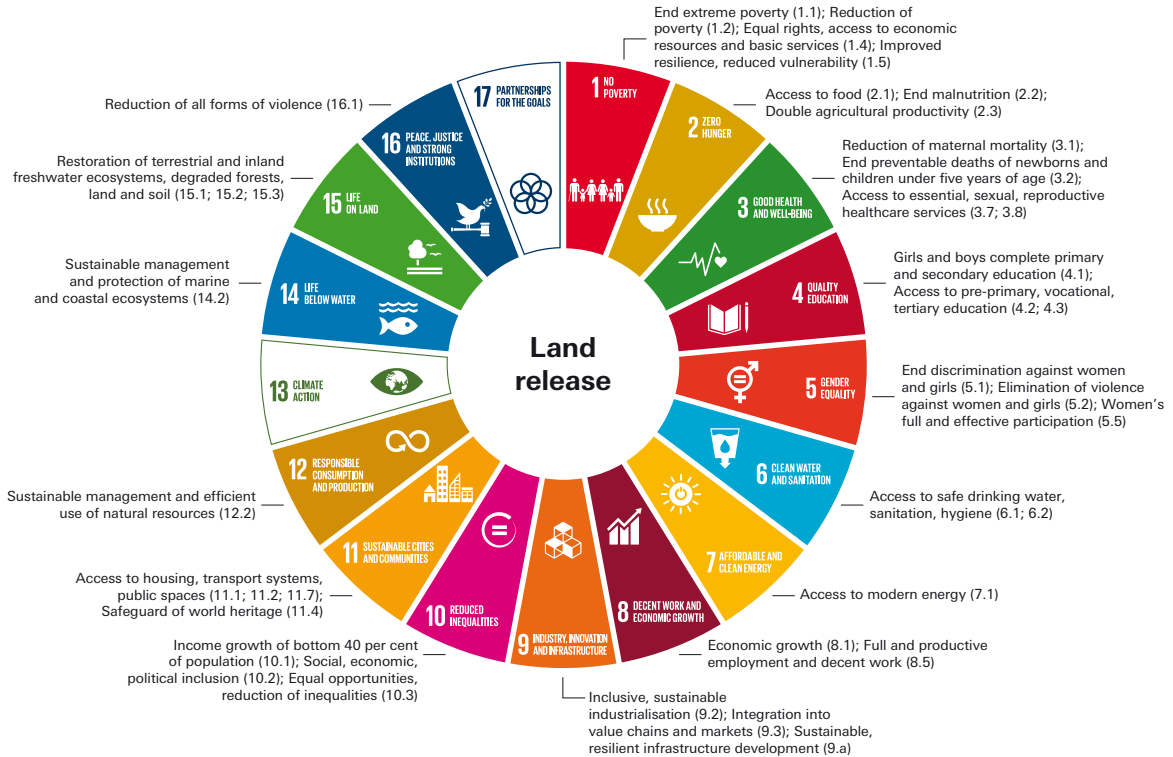 End extreme poverty (1.1); Reduction of
poverty (1.2); Equal rights, access to economic
resources and basic services (1.4); Improved
resilience, reduced vulnerability (1.5)
1 NO
POVERTY
Access to food (2.1); End malnutrition (2.2);
Double agricultural productivity (2.3)
2 ZERO
HUNGER
Reduction of maternal mortality (3.1);
End preventable deaths of newborns and
children under five years of age (3.2);
Access to essential, sexual, reproductive
healthcare services (3.7; 3.8)
3 GOOD HEALTH
AND WELL-BEING
Girls and boys complete primary
and secondary education (4.1);
Access to pre-primary, vocational,
tertiary education (4.2; 4.3)
4 QUALITY
EDUCATION
End discrimination against women
and girls (5.1); Elimination of violence
against women and girls (5.2); Women's
full and effective participation (5.5)
5 GENDER
EQUALITY
Access to safe drinking water,
sanitation, hygiene (6.1; 6.2)
6 CLEAN WATER
AND SANITATION
Access to modern energy (7.1)
7 AFFORDABLE AND
CLEAN ENERGY
Economic growth (8.1); Full and productive
employment and decent work (8.5)
8 DECENT WORK AND
ECONOMIC GROWTH
Inclusive, sustainable
industrialisation (9.2); Integration into
value chains and markets (9.3); Sustainable,
resilient infrastructure development (9.a)
9 INDUSTRY, INNOVATION
AND INFRASTRUCTURE
Income growth of bottom 40 per cent
of population (10.1); Social, economic,
political inclusion (10.2); Equal opportunities,
reduction of inequalities (10.3)
10 REDUCED
INEQUALITIES
Access to housing, transport systems,
public spaces (11.1; 11.2; 11.7);
Safeguard of world heritage (11.4)
11 SUSTAINABLE CITIES
AND COMMUNITIES
Sustainable management and efficient
use of natural resources (12.2)
12 RESPONSIBLE
CONSUMPTION
AND PRODUCTION
13 CLIMATE
ACTION
Sustainable management
and protection of marine
and coastal ecosystems (14.2)
14 LIFE
BELOW WATER
Restoration of terrestrial and inland
freshwater ecosystems, degraded forests,
land and soil (15.1; 15.2; 15.3)
15 LIFE
ON LAND
Reduction of all forms of violence (16.1)
16 PEACE, JUSTICE
AND STRONG
INSTITUTIONS
17 PARTNERSHIPS
FOR THE GOALS
Land
release